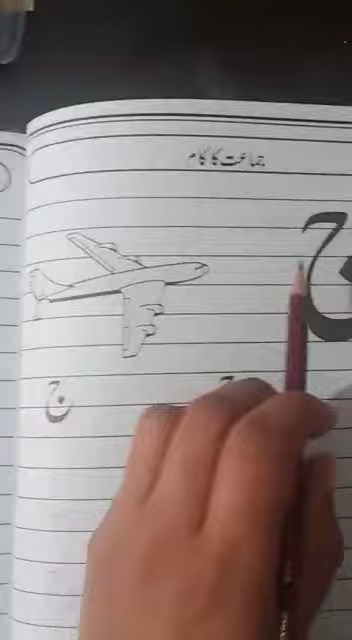 جماعت کا کام
ج
ج